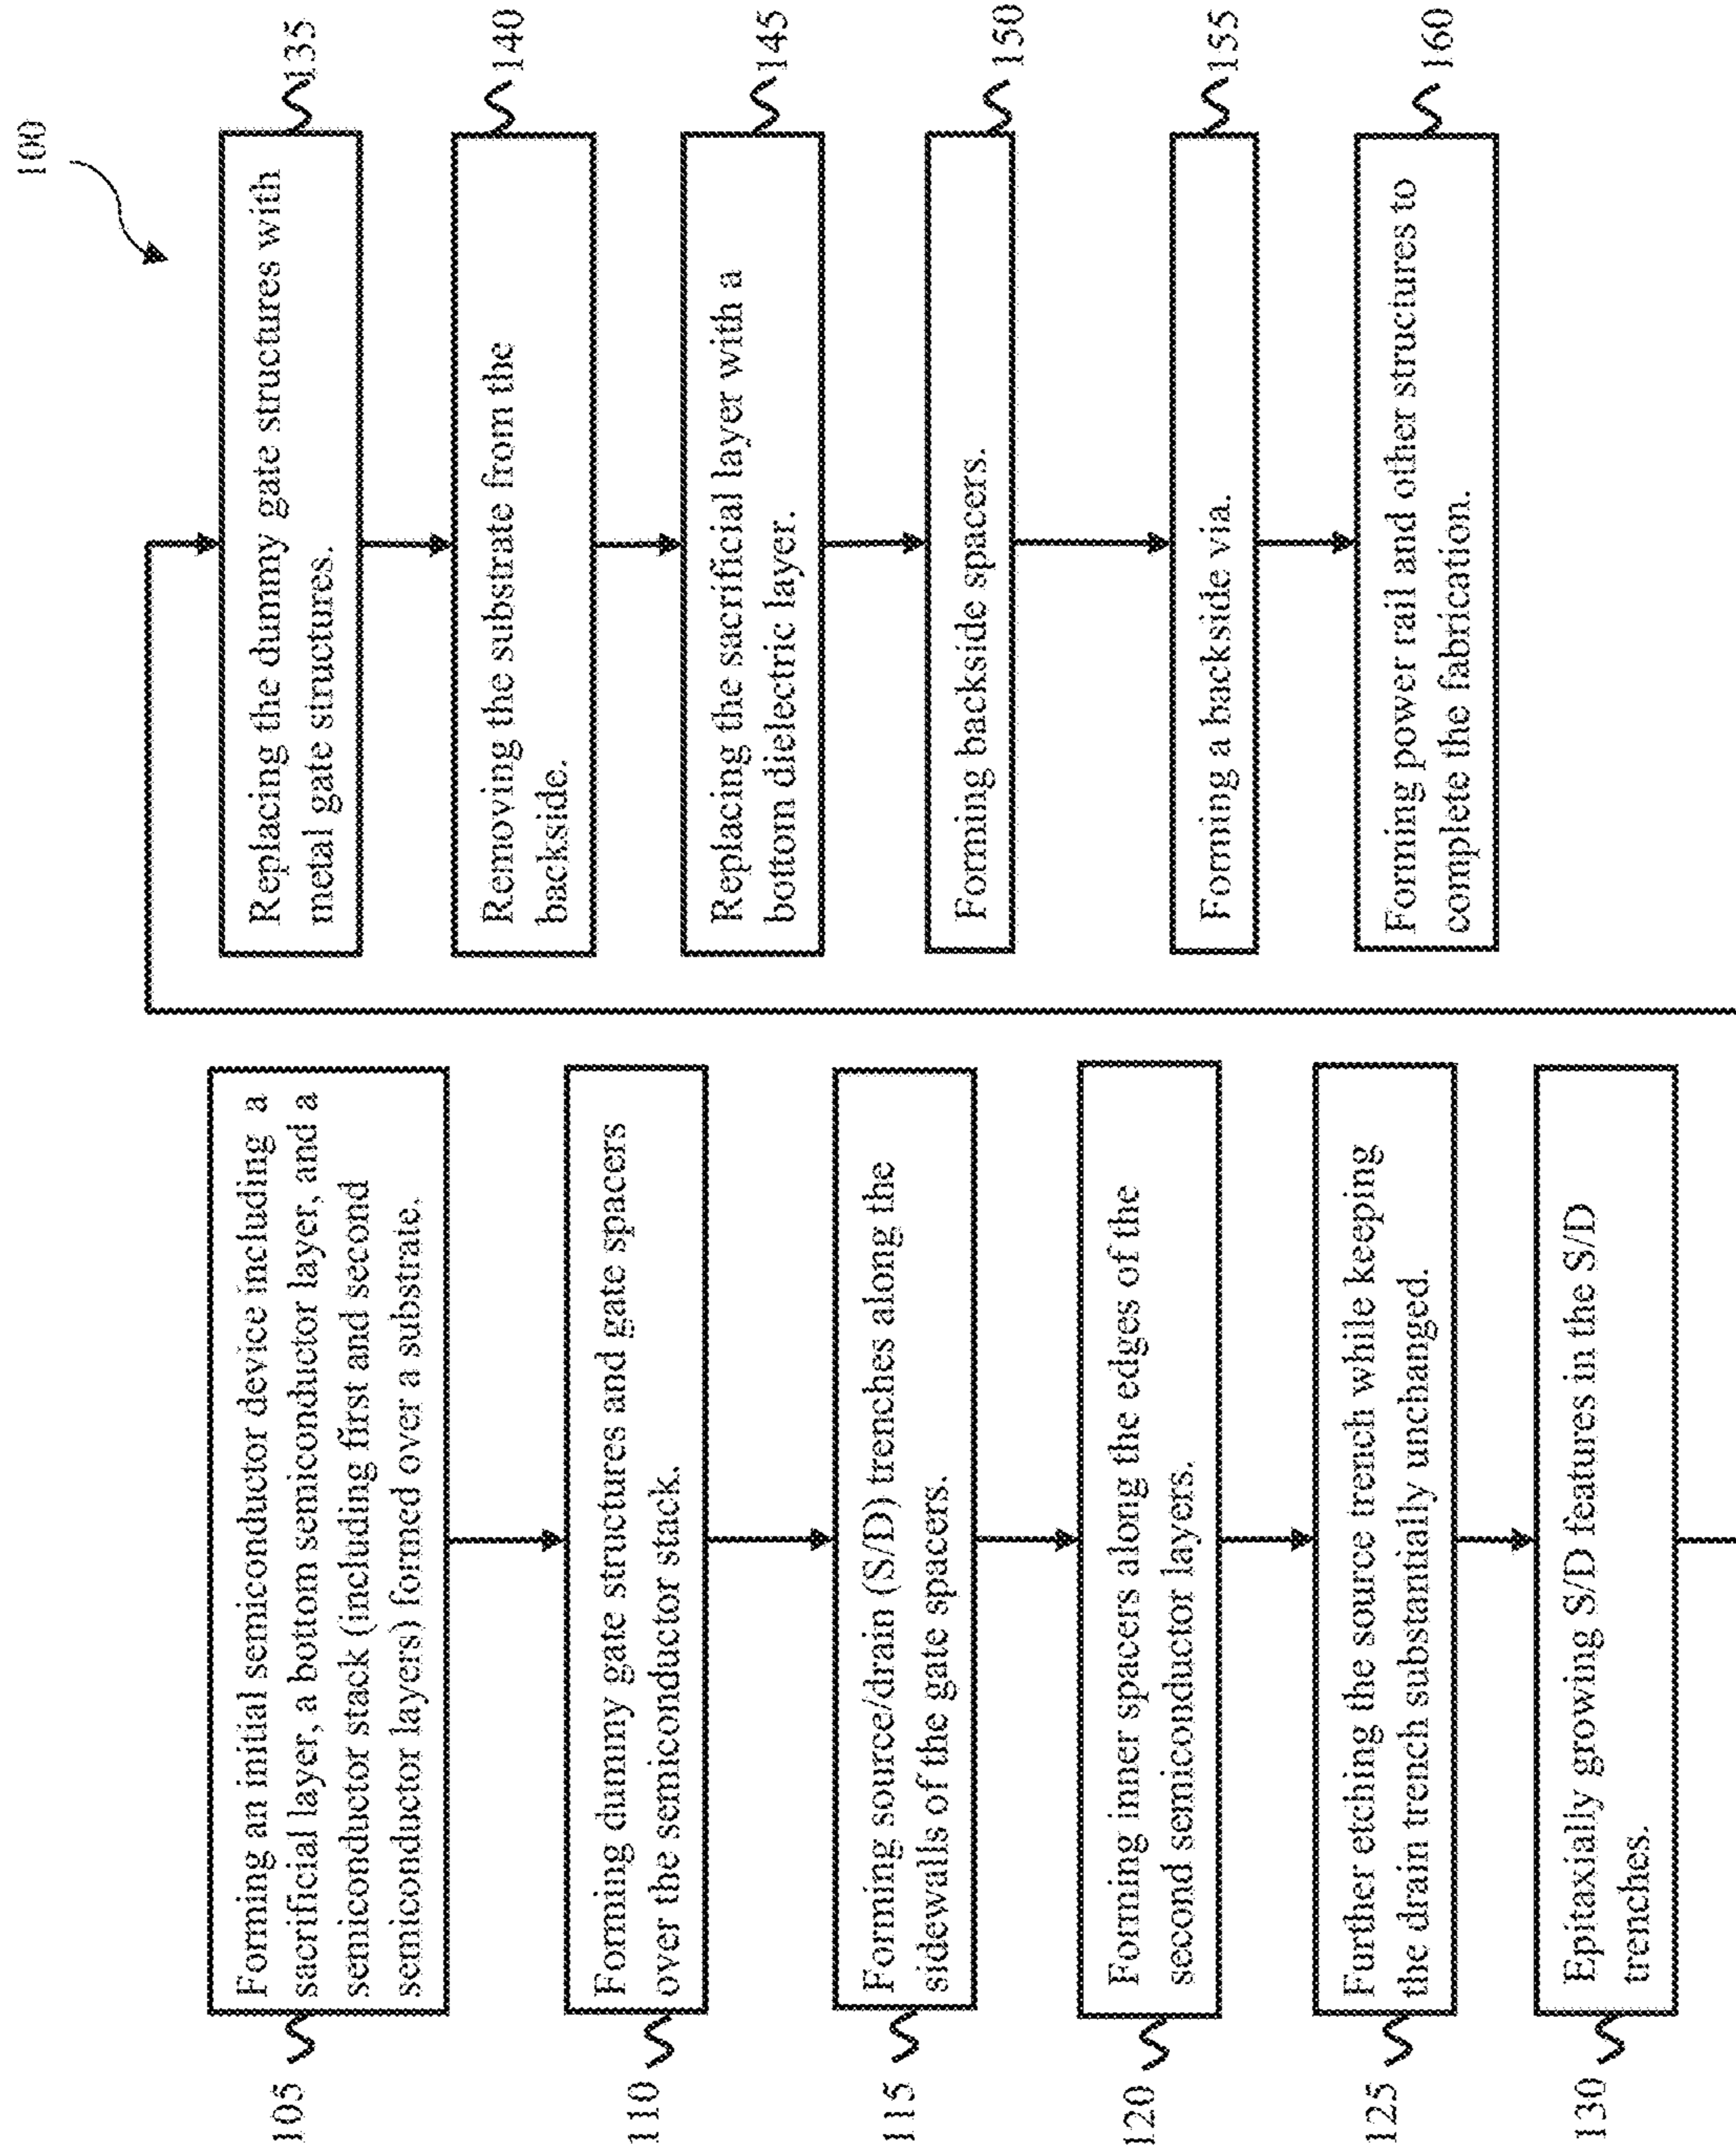 100
105
Forming an initial semiconductor device including a
sacrificial layer, a bottom semiconductor layer, and a
semiconductor stack (including first and second
semiconductor layers) formed over a substrate.
110
Forming dummy gate structures and gate spacers
over the semiconductor stack.
115
Forming source/drain (S/D) trenches along the
sidewalls of the gate spacers.
120
Forming inner spacers along the edges of the
second semiconductor layers.
125
Further etching the source trench while keeping
the drain trench substantially unchanged.
130
Epitaxially growing S/D features in the S/D
trenches.
Replacing the dummy gate structures with
metal gate structures.
135
Removing the substrate from the
backside.
140
Replacing the sacrificial layer with a
bottom dielectric layer.
145
Forming backside spacers.
150
Forming a backside via.
155
Forming power rail and other structures to
complete the fabrication.
160